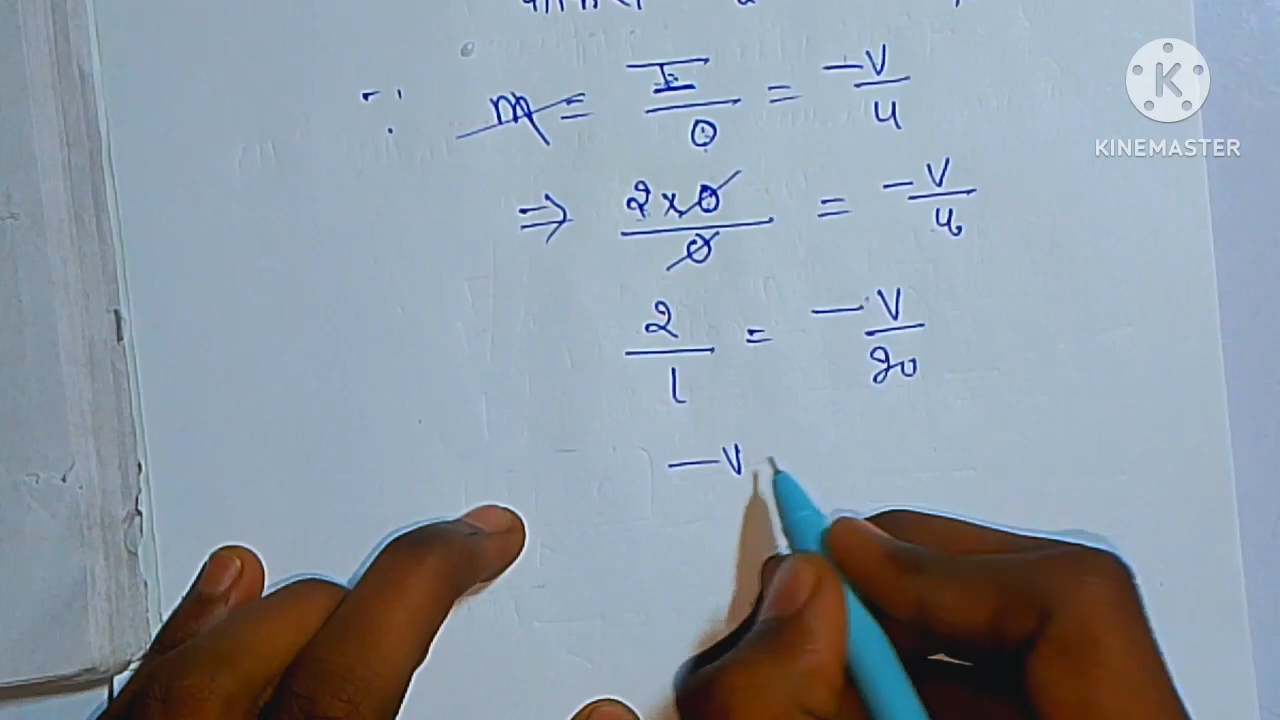 ∵ m = I/O = -v/u
⇒ 2×O/O = -v/u
2/1 = -v/20
-v
K
KINEMASTER